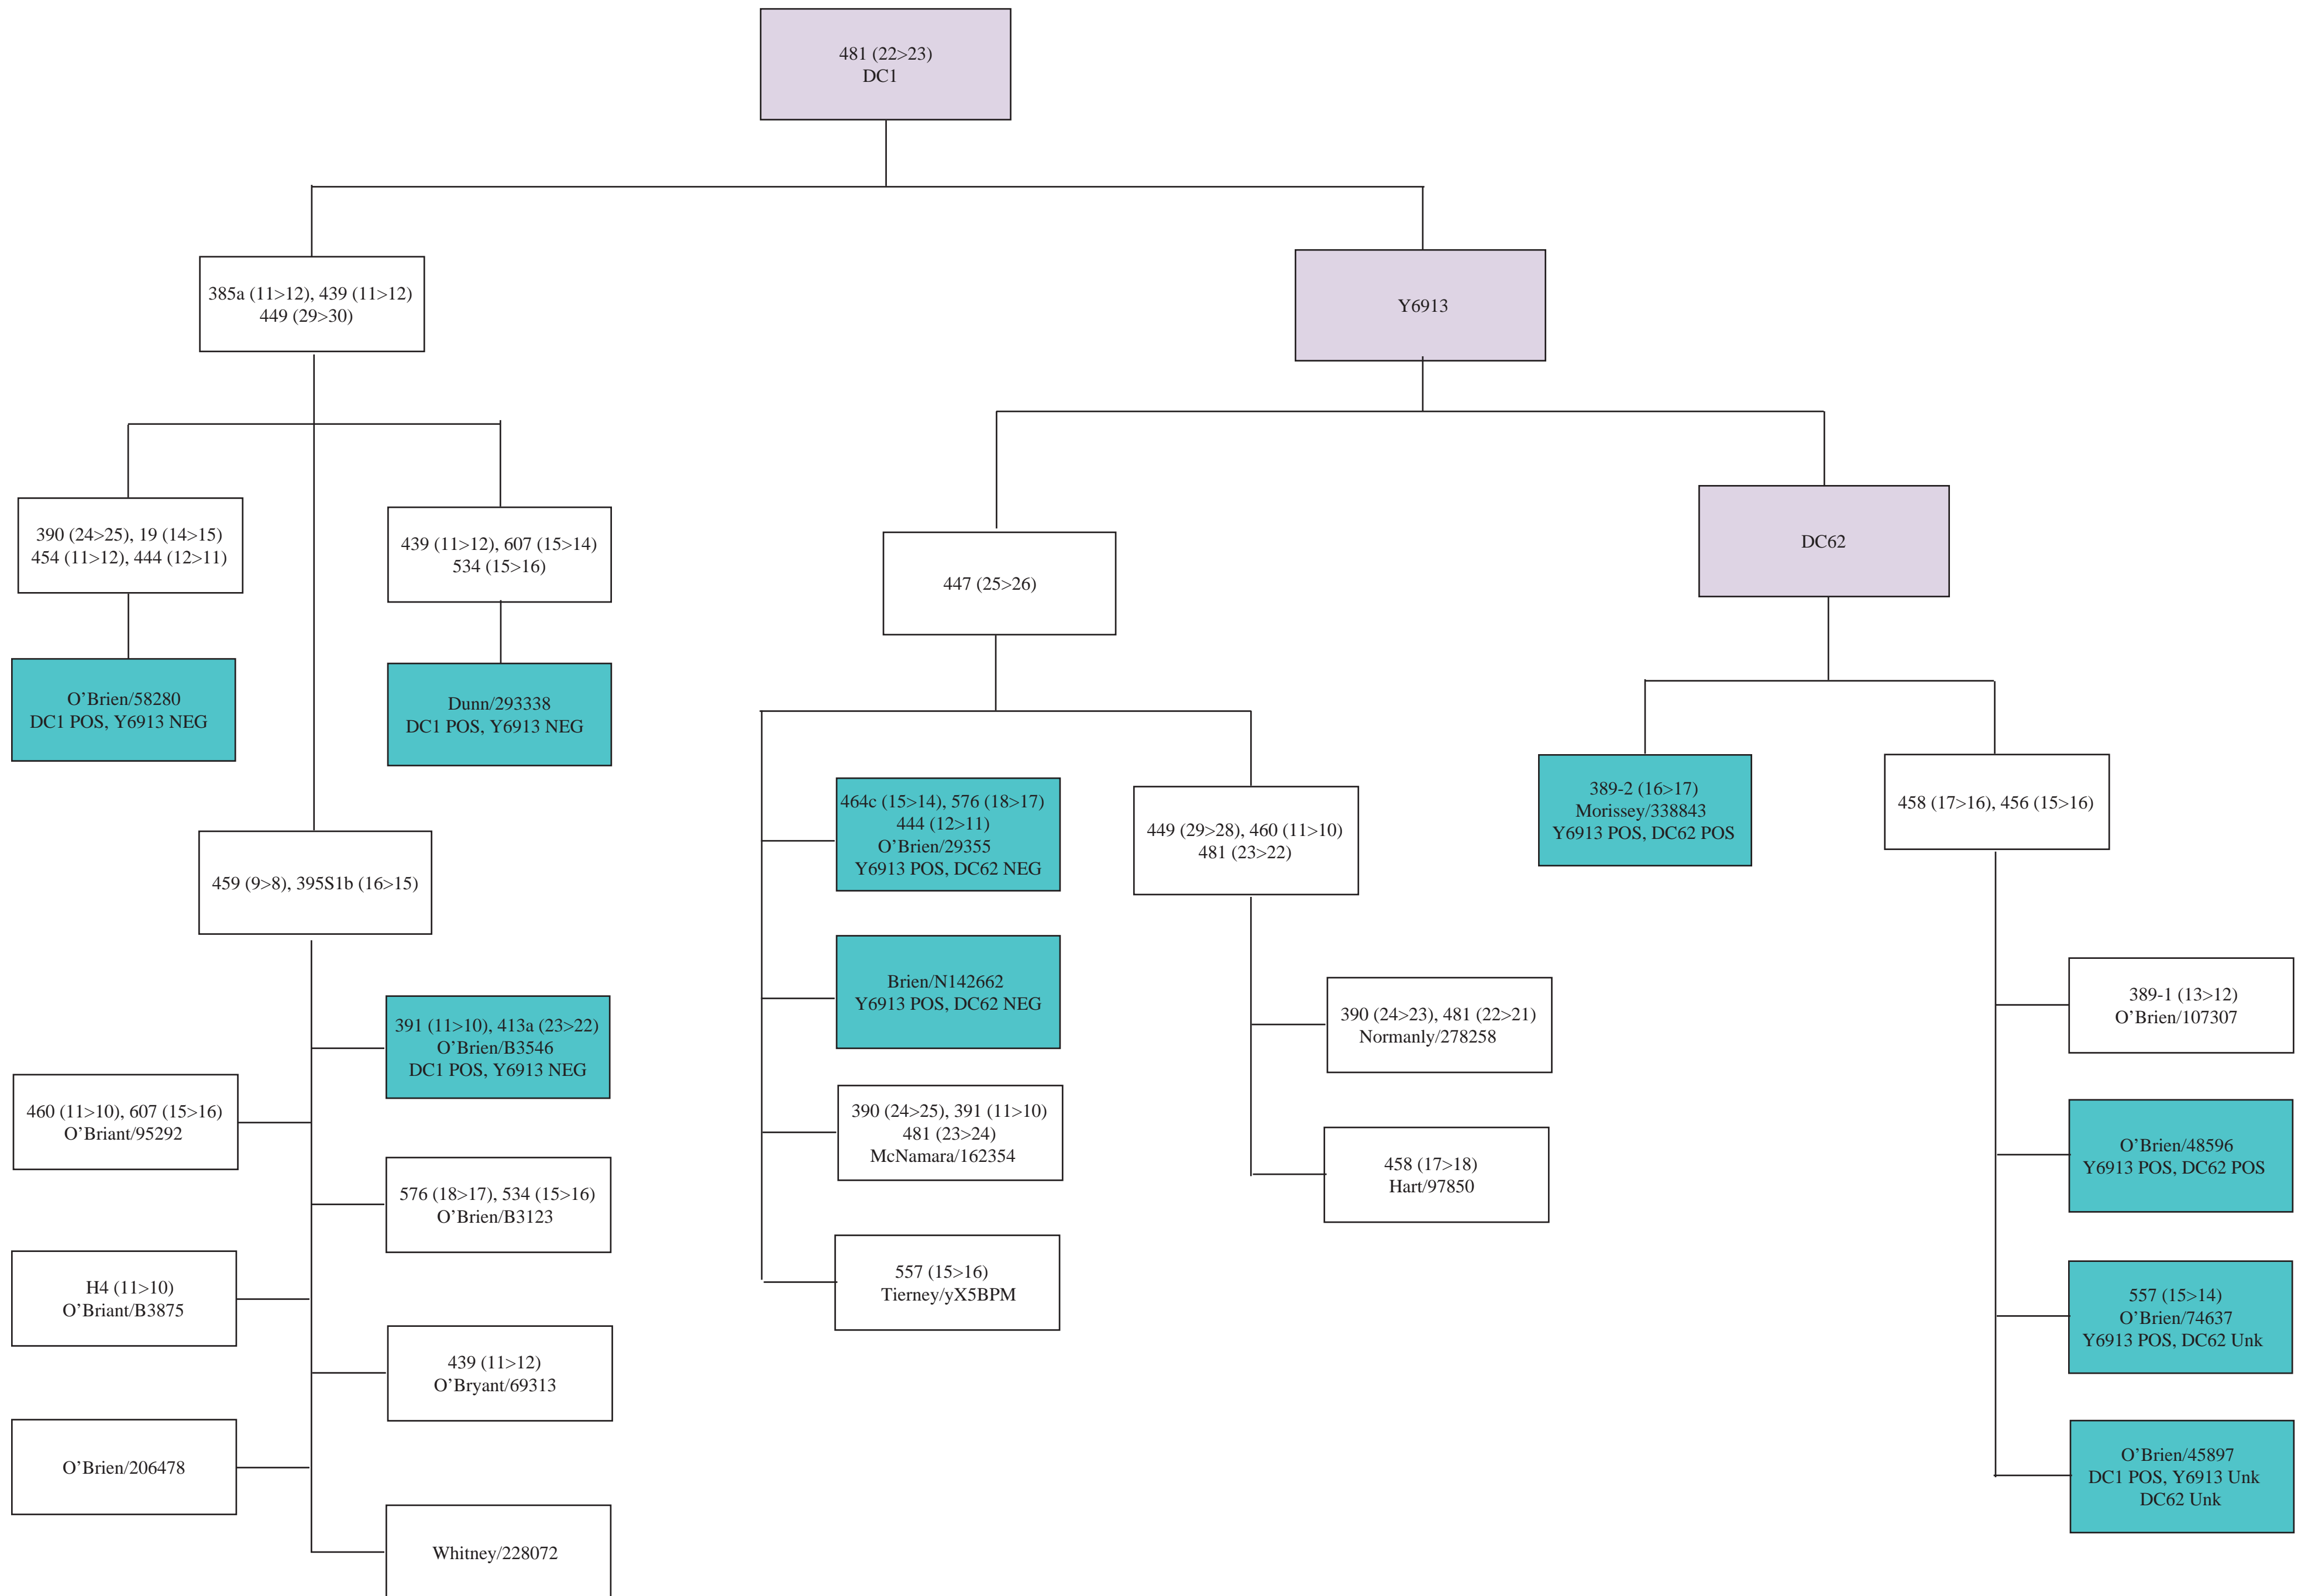 481 (22>23)
DC1
385a (11>12), 439 (11>12)
449 (29>30)
Y6913
390 (24>25), 19 (14>15)
454 (11>12), 444 (12>11)
439 (11>12), 607 (15>14)
534 (15>16)
447 (25>26)
DC62
O’Brien/58280
DC1 POS, Y6913 NEG
Dunn/293338
DC1 POS, Y6913 NEG
459 (9>8), 395S1b (16>15)
464c (15>14), 576 (18>17)
444 (12>11)
O’Brien/29355
Y6913 POS, DC62 NEG
449 (29>28), 460 (11>10)
481 (23>22)
389-2 (16>17)
Morissey/338843
Y6913 POS, DC62 POS
458 (17>16), 456 (15>16)
391 (11>10), 413a (23>22)
O’Brien/B3546
DC1 POS, Y6913 NEG
Brien/N142662
Y6913 POS, DC62 NEG
390 (24>23), 481 (22>21)
Normanly/278258
389-1 (13>12)
O’Brien/107307
460 (11>10), 607 (15>16)
O’Briant/95292
390 (24>25), 391 (11>10)
481 (23>24)
McNamara/162354
458 (17>18)
Hart/97850
O’Brien/48596
Y6913 POS, DC62 POS
576 (18>17), 534 (15>16)
O’Brien/B3123
H4 (11>10)
O’Briant/B3875
557 (15>16)
Tierney/yX5BPM
557 (15>14)
O’Brien/74637
Y6913 POS, DC62 Unk
439 (11>12)
O’Bryant/69313
O’Brien/206478
O’Brien/45897
DC1 POS, Y6913 Unk
DC62 Unk
Whitney/228072